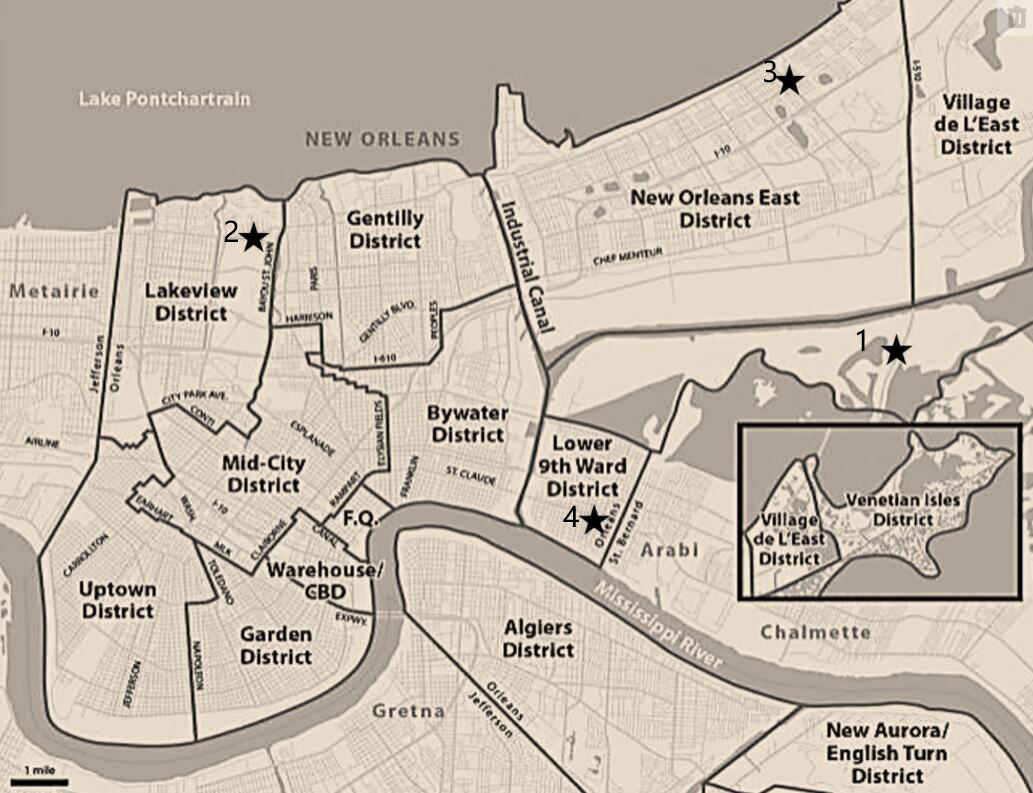 3
I-510
Village
de L'East
District
Lake Pontchartrain
NEW ORLEANS
I-10
New Orleans East
District
CHEF MENTEUR
Gentilly
District
2
BAYOU ST. JOHN
PARIS
Industrial Canal
Metairie
Lakeview
District
HARRISON
GENTILLY BLVD.
PEOPLES
I-10
Jefferson
Orleans
I-610
1
CITY PARK AVE.
CONTI
AIRLINE
ESPLANADE
ELYSIAN FIELDS
Bywater
District
Lower
9th Ward
District
Mid-City
District
FRANKLIN
ST. CLAUDE
RAMPART
I-10
EARHART
F.Q.
CANAL
CLAIBORNE
4
Orleans
St. Bernard
Arabi
Venetian Isles
District
Village
de L'East
District
CARROLLTON
MLK
TOLEDANO
Warehouse/
CBD
Uptown
District
EXPWY.
Garden
District
JEFFERSON
NAPOLEON
Algiers
District
Mississippi River
Chalmette
Orleans
Jefferson
Gretna
New Aurora/
English Turn
District
1 mile